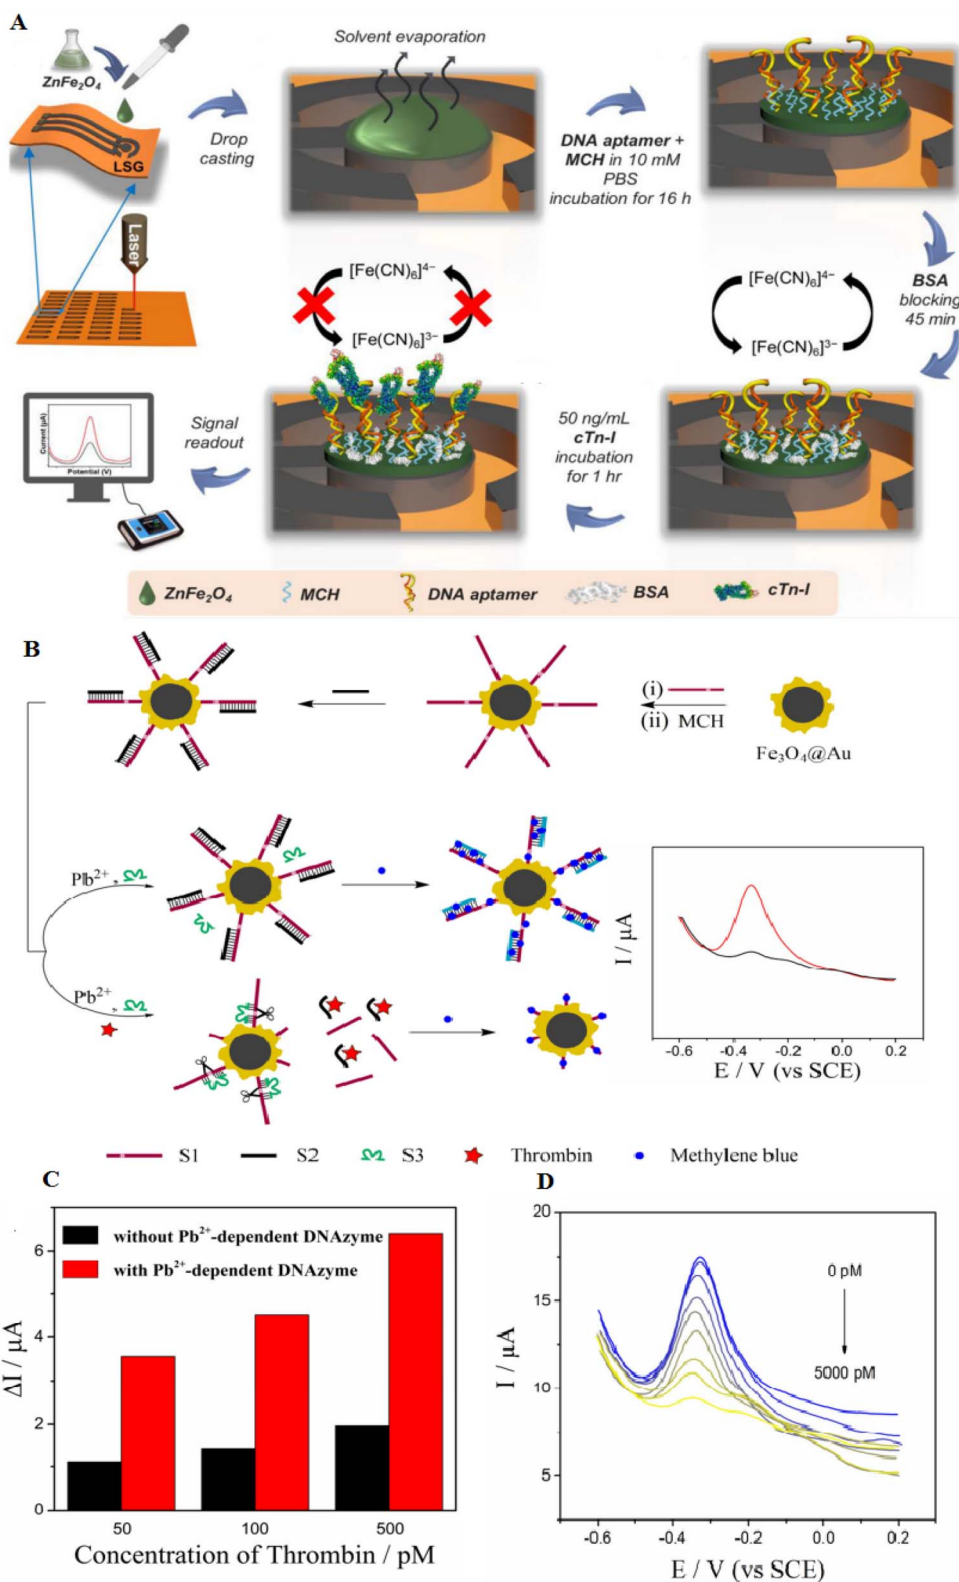 A
ZnFe₂O₄
LSG
Drop
casting
Solvent evaporation
DNA aptamer +
MCH in 10 mM
PBS
incubation for 16 h
Laser
[Fe(CN)₆]⁴⁻
[Fe(CN)₆]³⁻
[Fe(CN)₆]⁴⁻
[Fe(CN)₆]³⁻
BSA
blocking
45 min
50 ng/mL
cTn-I
incubation
for 1 hr
Signal
readout
Current (µA)
Potential (V)
ZnFe₂O₄
MCH
DNA aptamer
BSA
cTn-I
B
(i)
(ii) MCH
Fe₃O₄@Au
Pb²⁺,
Pb²⁺,
I / µA
-0.6 -0.4 -0.2 0.0 0.2
E / V (vs SCE)
S1 S2 S3 Thrombin Methylene blue
C
without Pb²⁺-dependent DNAzyme
with Pb²⁺-dependent DNAzyme
6
4
2
0
ΔI / µA
50 100 500
Concentration of Thrombin / pM
D
20
15
10
5
I / µA
0 pM
5000 pM
-0.6 -0.4 -0.2 0.0 0.2
E / V (vs SCE)